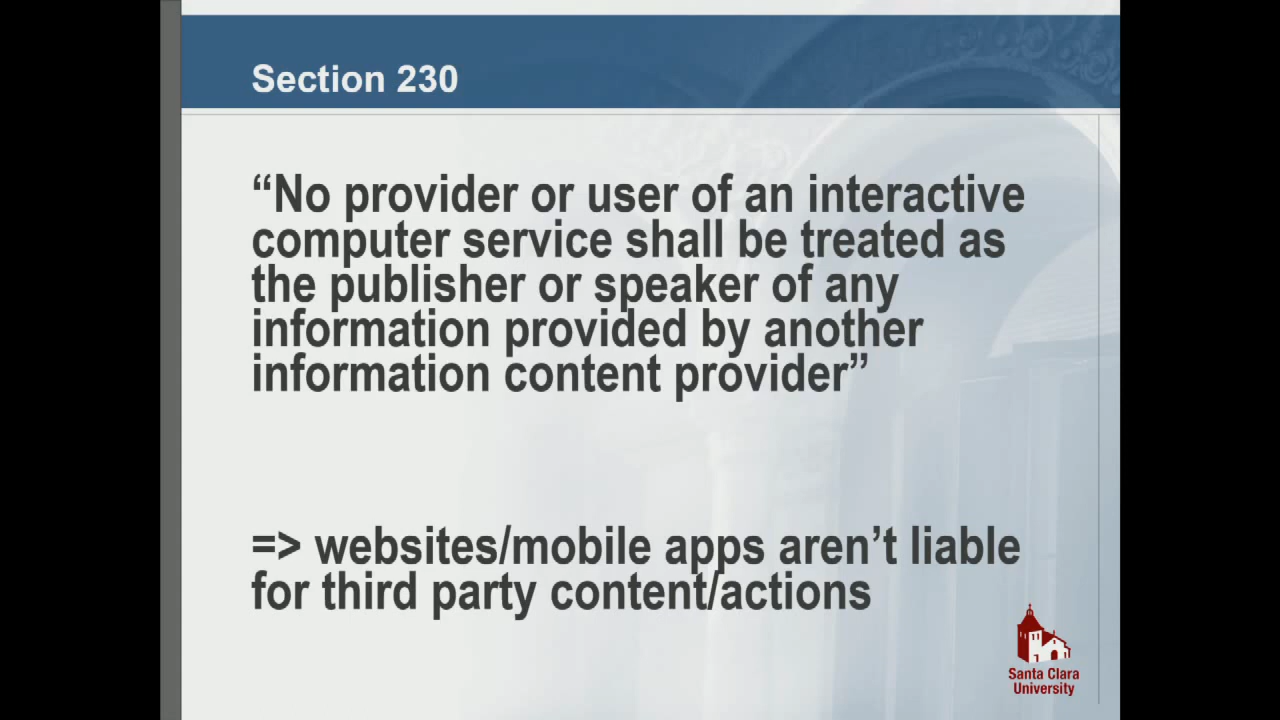 Section 230
“No provider or user of an interactive
computer service shall be treated as
the publisher or speaker of any
information provided by another
information content provider”
=> websites/mobile apps aren’t liable
for third party content/actions
Santa Clara
University